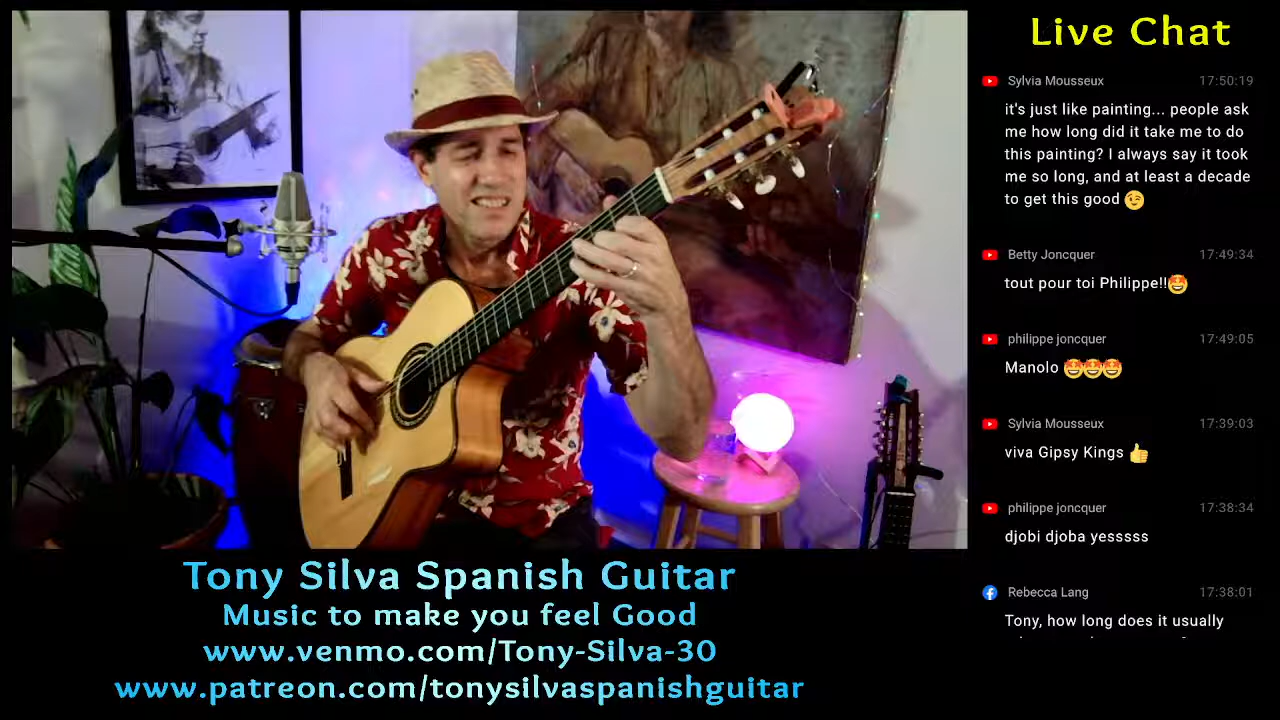 Live Chat
Sylvia Mousseux 17:50:19
it's just like painting... people ask
me how long did it take me to do
this painting? I always say it took
me so long, and at least a decade
to get this good 😉
Betty Joncquer 17:49:34
tout pour toi Philippe!!🤩
philippe joncquer 17:49:05
Manolo 🤩🤩🤩
Sylvia Mousseux 17:39:03
viva Gipsy Kings 👍
philippe joncquer 17:38:34
djobi djoba yesssss
Rebecca Lang 17:38:01
Tony, how long does it usually
Tony Silva Spanish Guitar
Music to make you feel Good
www.venmo.com/Tony-Silva-30
www.patreon.com/tonysilvaspanishguitar